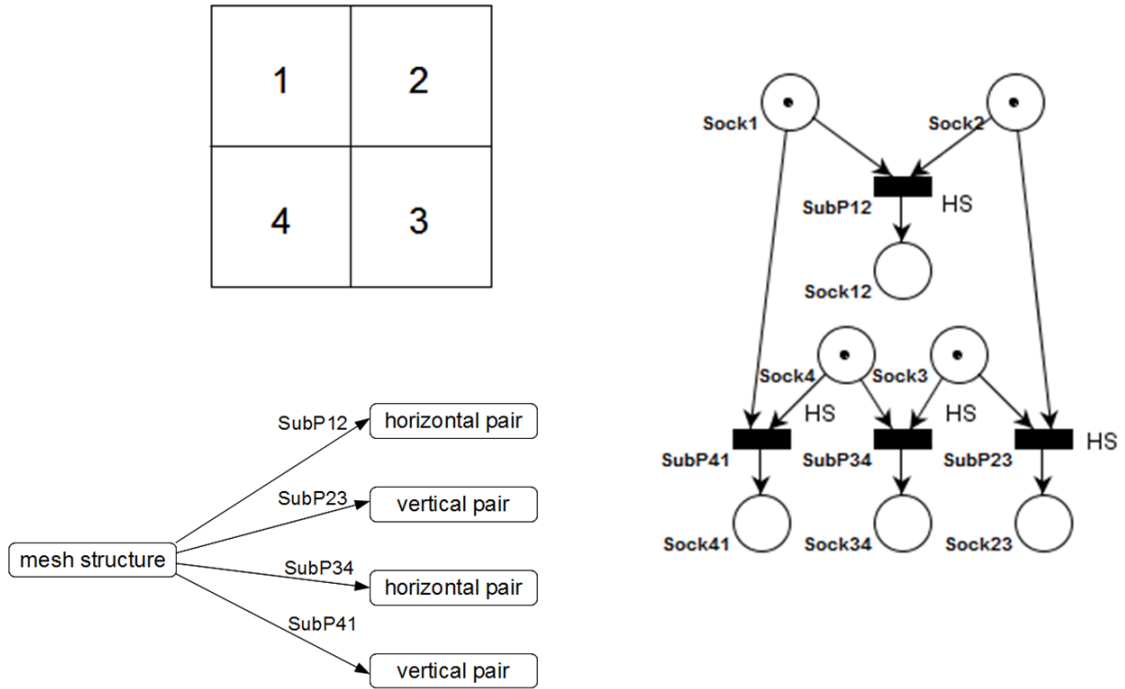 1
2
4
3
mesh structure
SubP12
horizontal pair
SubP23
vertical pair
SubP34
horizontal pair
SubP41
vertical pair
Sock1
Sock2
SubP12
HS
Sock12
Sock4
Sock3
HS
HS
HS
SubP41
SubP34
SubP23
Sock41
Sock34
Sock23